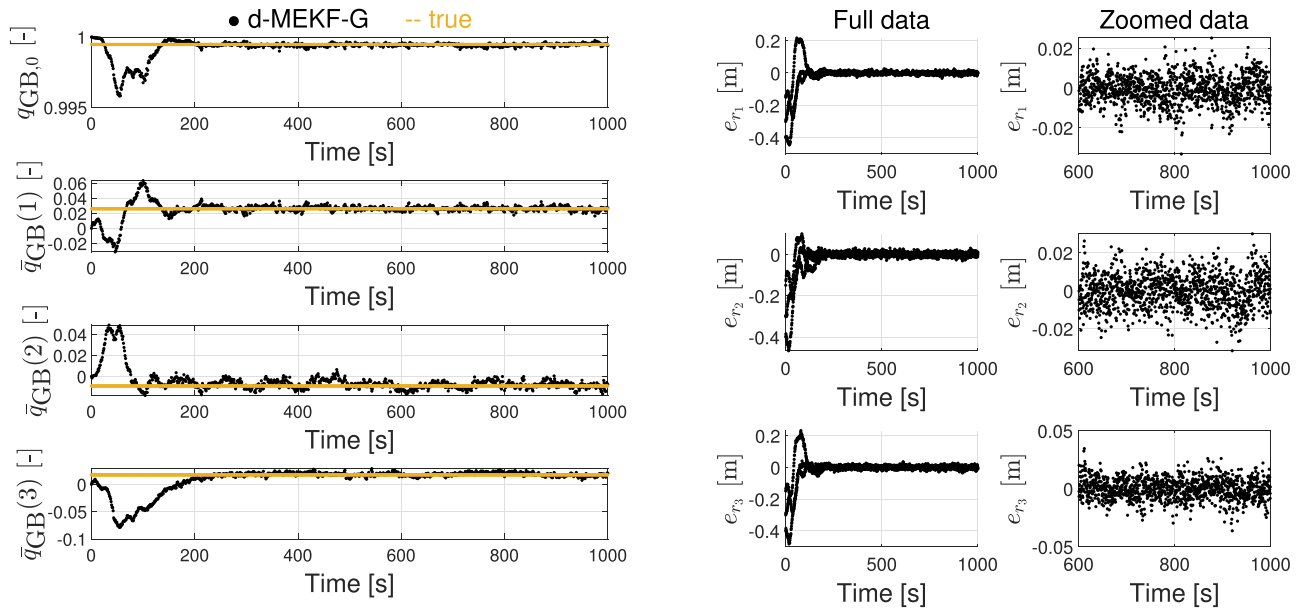 ● d-MEKF-G -- true
q_GB,0 [-]
1
0.995
0 200 400 600 800 1000
Time [s]
q̄_GB(1) [-]
0.06
0.04
0.02
0
-0.02
0 200 400 600 800 1000
Time [s]
q̄_GB(2) [-]
0.04
0.02
0
0 200 400 600 800 1000
Time [s]
q̄_GB(3) [-]
0
-0.05
-0.1
0 200 400 600 800 1000
Time [s]
Full data
e_r1 [m]
0.2
0
-0.2
-0.4
0 500 1000
Time [s]
e_r2 [m]
0
-0.2
-0.4
0 500 1000
Time [s]
e_r3 [m]
0.2
0
-0.2
-0.4
0 500 1000
Time [s]
Zoomed data
e_r1 [m]
0.02
0
-0.02
600 800 1000
Time [s]
e_r2 [m]
0.02
0
-0.02
600 800 1000
Time [s]
e_r3 [m]
0.05
0
-0.05
600 800 1000
Time [s]